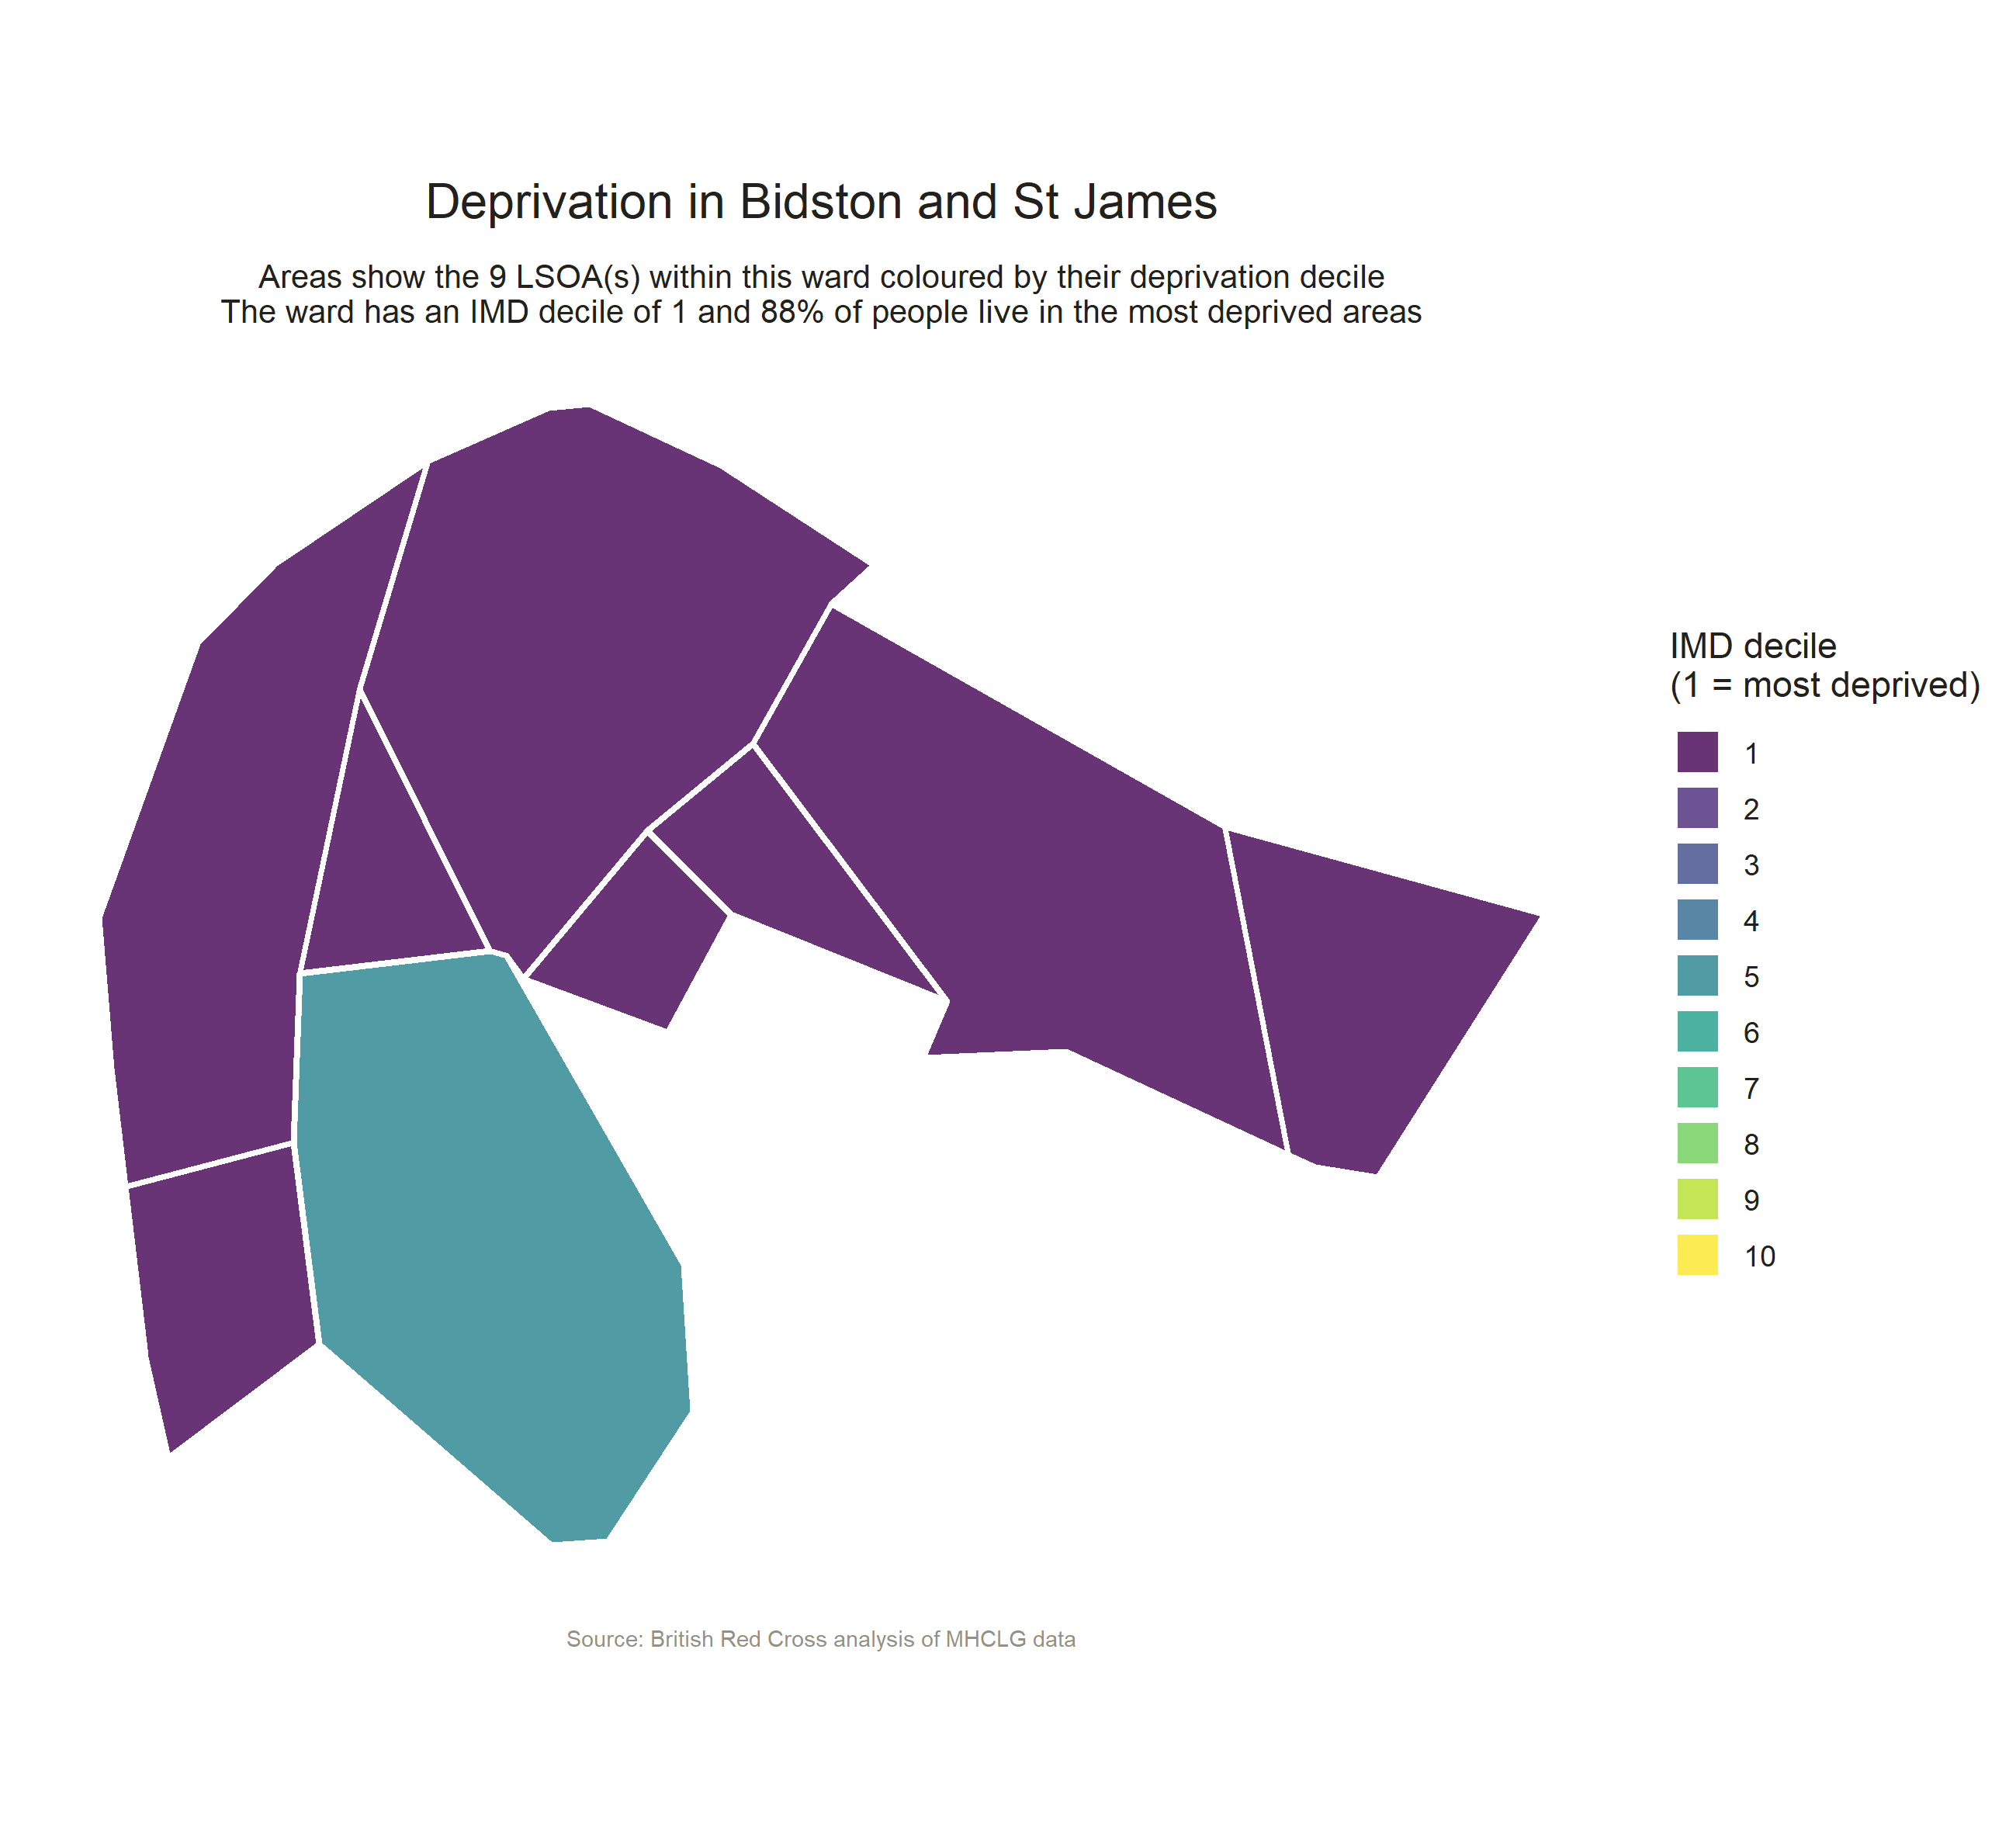 Deprivation in Bidston and St James
Areas show the 9 LSOA(s) within this ward coloured by their deprivation decile
The ward has an IMD decile of 1 and 88% of people live in the most deprived areas
IMD decile
(1 = most deprived)
1
2
3
4
5
6
7
8
9
10
Source: British Red Cross analysis of MHCLG data